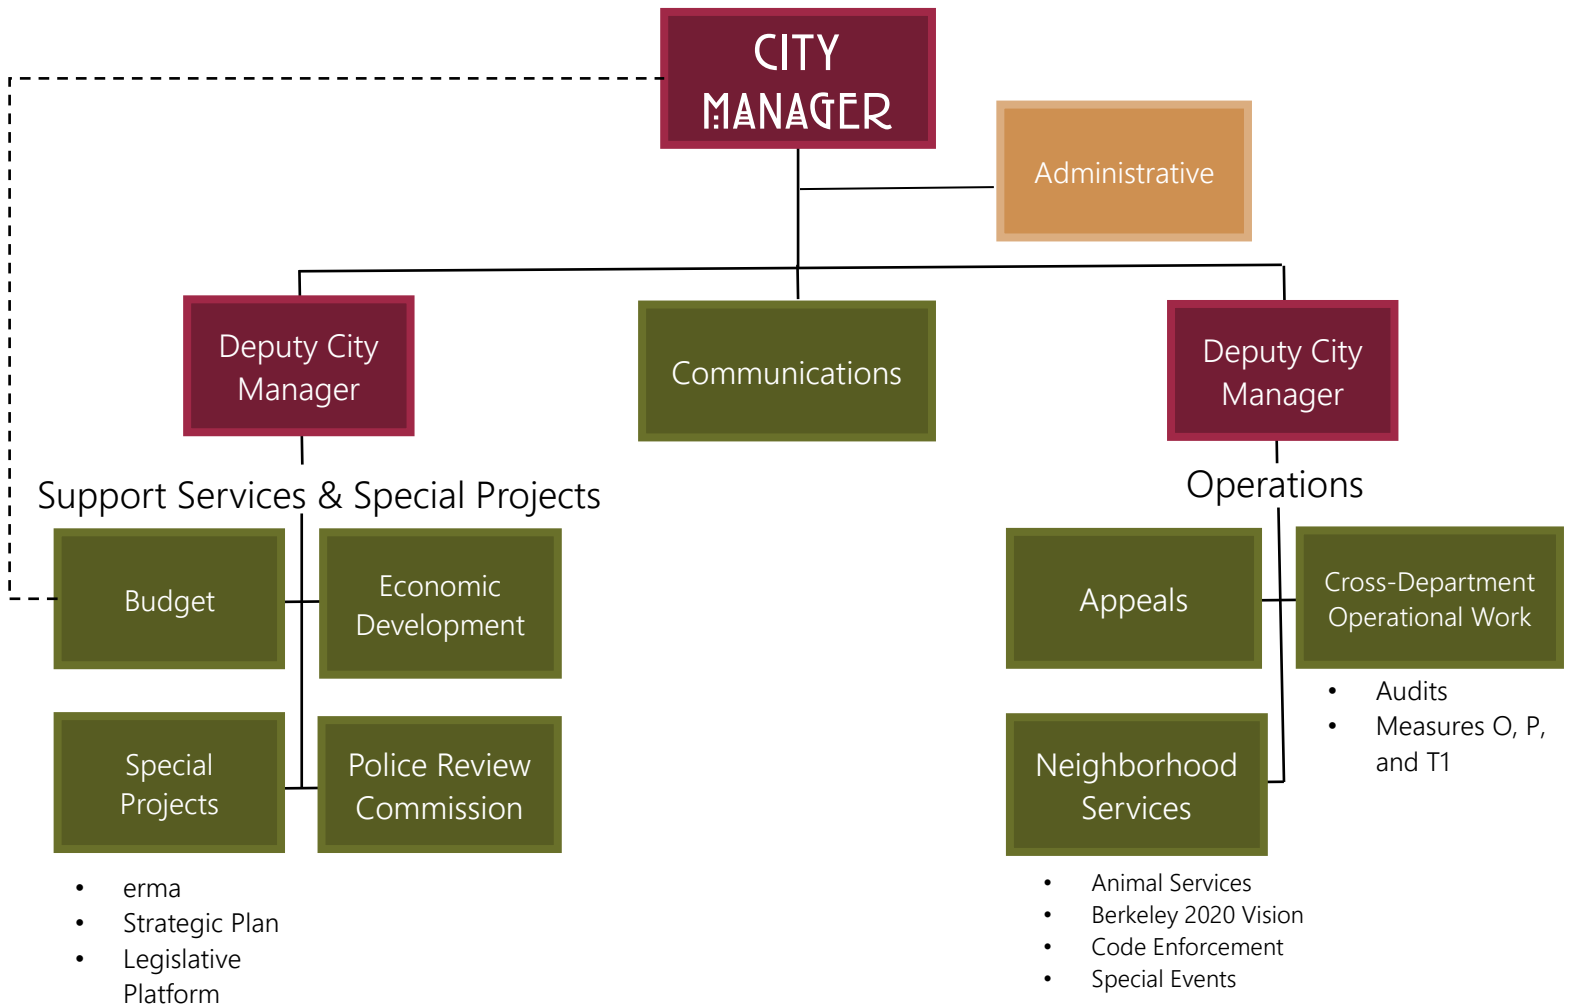 CITY
MANAGER
Administrative
Deputy City
Manager
Communications
Deputy City
Manager
Support Services & Special Projects
Operations
Budget
Economic
Development
Appeals
Cross-Department
Operational Work
• Audits
• Measures O, P,
and T1
Special
Projects
Police Review
Commission
Neighborhood
Services
• erma
• Strategic Plan
• Legislative
Platform
• Animal Services
• Berkeley 2020 Vision
• Code Enforcement
• Special Events